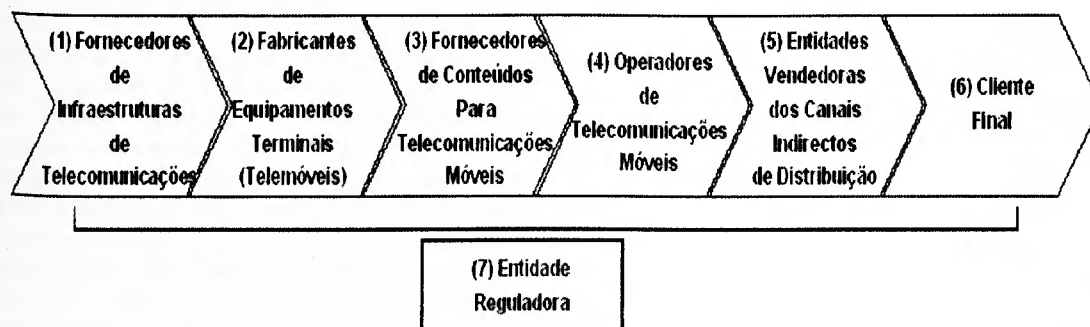 (1) Fornecedores
de
Infraestruturas
de
Telecomunicações
(2) Fabricantes
de
Equipamentos
Terminais
(Telemóveis)
(3) Fornecedores
de Conteúdos
Para
Telecomunicações
Móveis
(4) Operadores
de
Telecomunicações
Móveis
(5) Entidades
Vendedoras
dos Canais
Indirectos
de Distribuição
(6) Cliente
Final
(7) Entidade
Reguladora